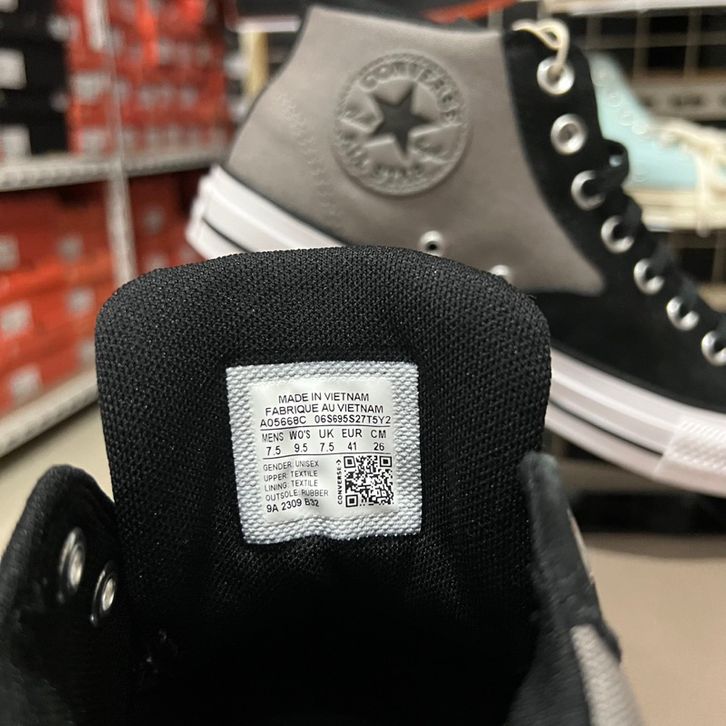 CONVERSE
ALL STAR
MADE IN VIETNAM
FABRIQUE AU VIETNAM
A05668C 06S695S27T5Y2
MENS WO'S UK EUR CM
7.5 9.5 7.5 41 26
GENDER: UNISEX
UPPER: TEXTILE
LINING: TEXTILE
OUTSOLE: RUBBER
9A 2309 B32
CONVERSE